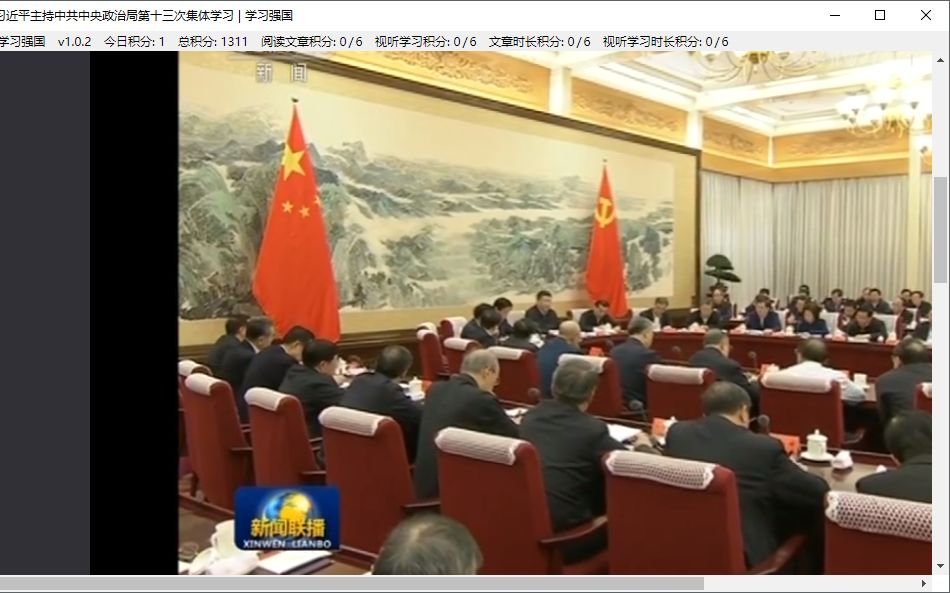 习近平主持中共中央政治局第十三次集体学习 | 学习强国
学习强国 v1.0.2 今日积分: 1 总积分: 1311 阅读文章积分: 0/6 视听学习积分: 0/6 文章时长积分: 0/6 视听学习时长积分: 0/6
新闻
新闻联播
XINWEN LIANBO